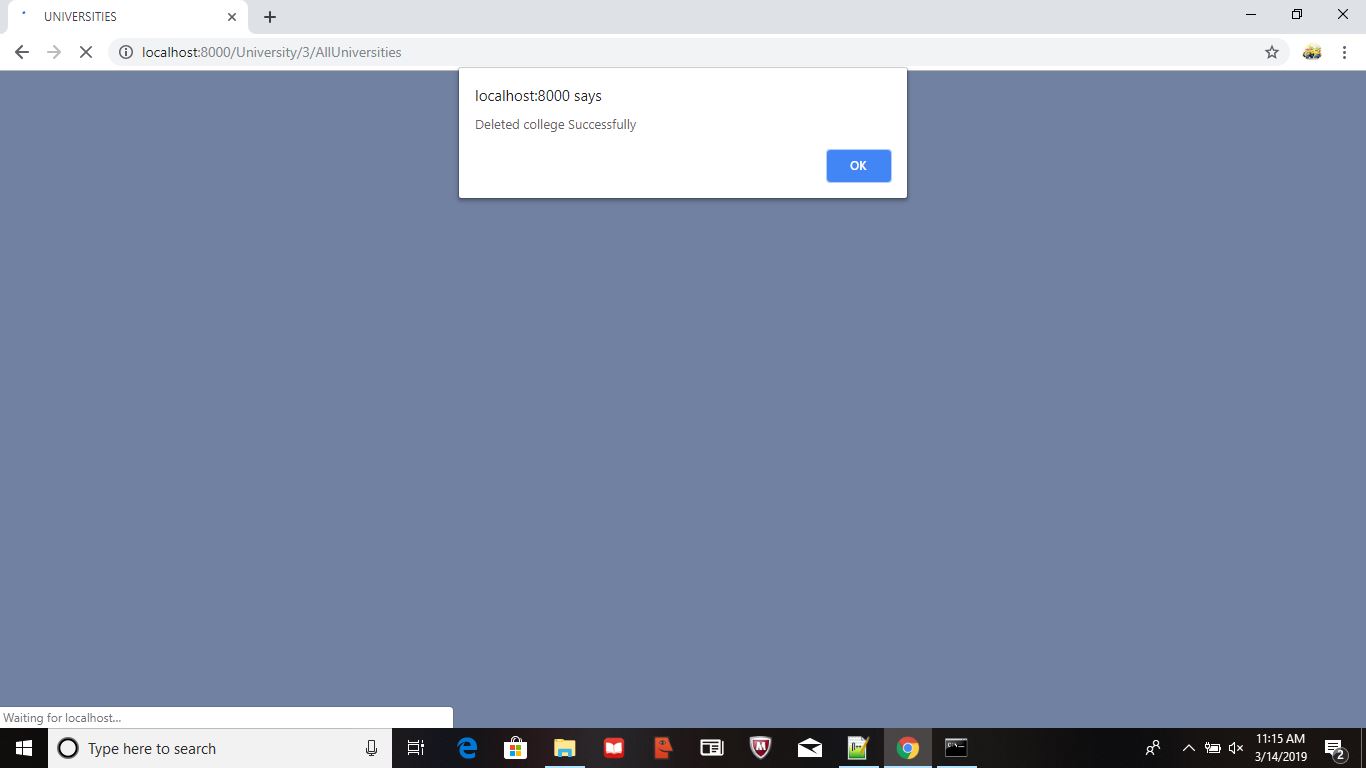 UNIVERSITIES
localhost:8000/University/3/AllUniversities
localhost:8000 says
Deleted college Successfully
OK
Waiting for localhost...
Type here to search
11:15 AM
3/14/2019
2